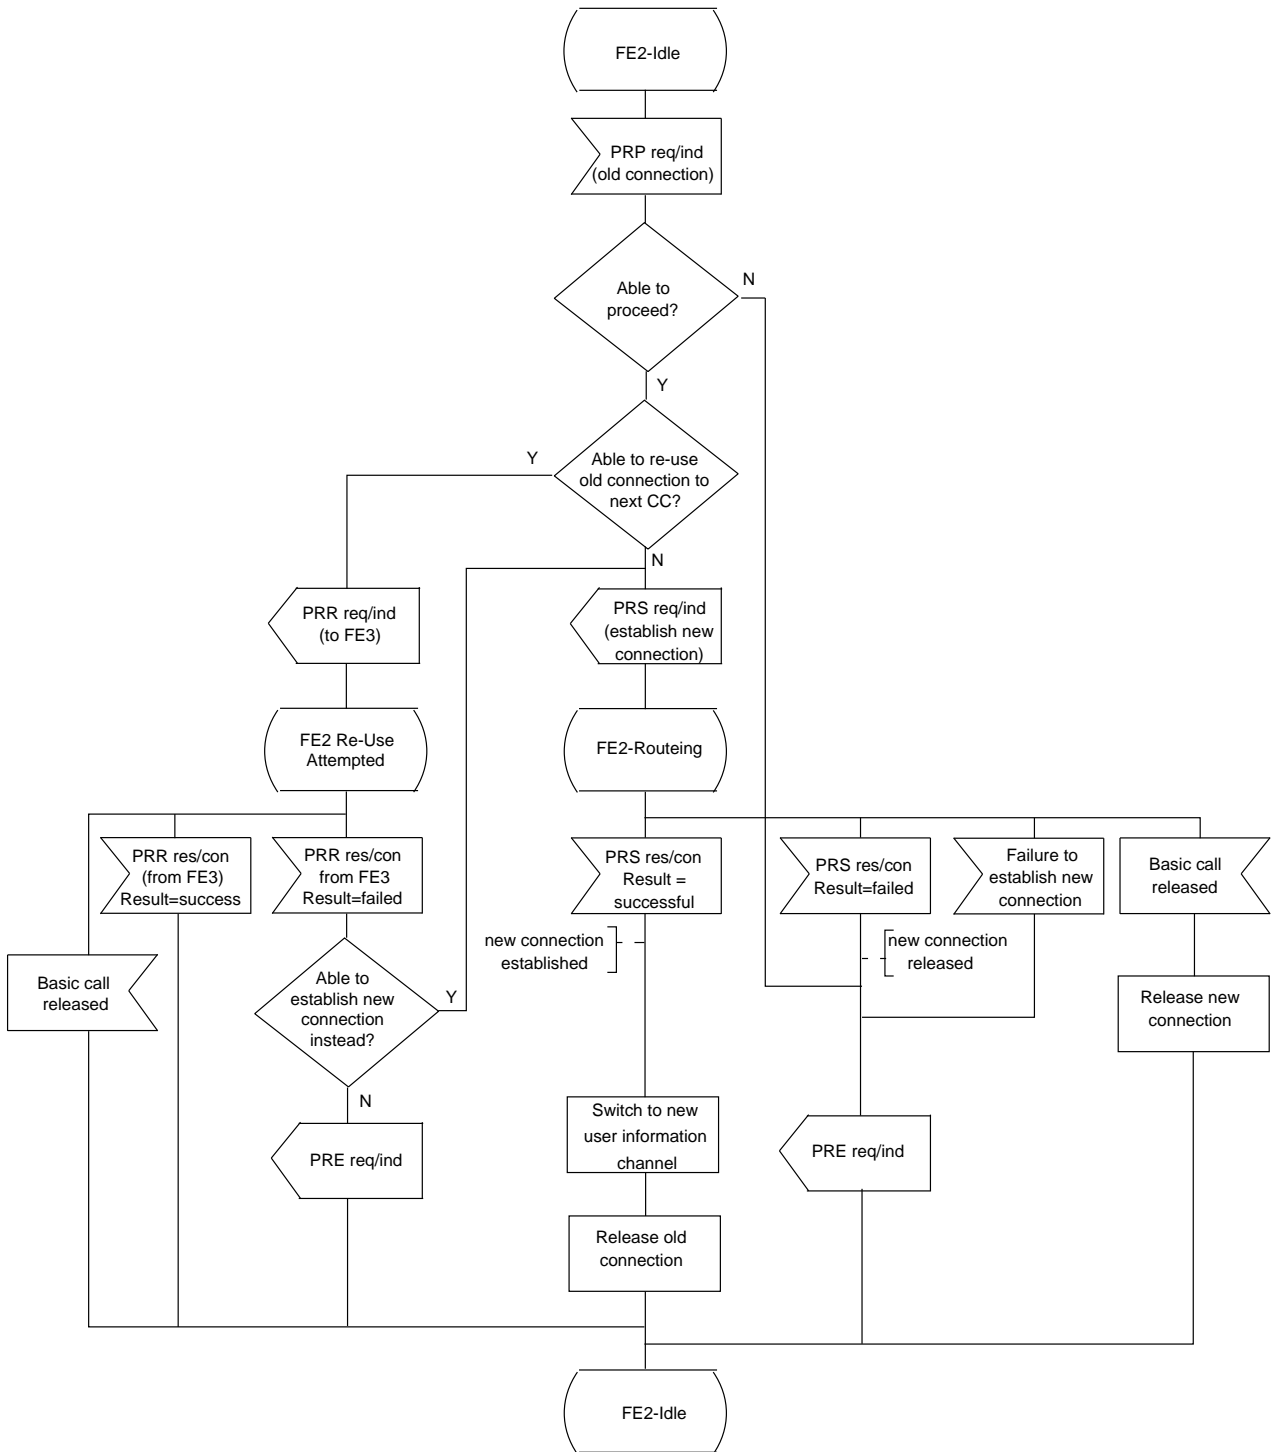 FE2-Idle
PRP req/ind
(old connection)
Able to
proceed?
N
Y
Able to re-use
old connection to
next CC?
Y
N
PRR req/ind
(to FE3)
PRS req/ind
(establish new
connection)
FE2 Re-Use
Attempted
FE2-Routeing
PRR res/con
(from FE3)
Result=success
PRR res/con
from FE3
Result=failed
PRS res/con
Result =
successful
PRS res/con
Result=failed
Failure to
establish new
connection
Basic call
released
new connection
established
new connection
released
Basic call
released
Able to
establish new
connection
instead?
Y
N
Release new
connection
Switch to new
user information
channel
PRE req/ind
PRE req/ind
Release old
connection
FE2-Idle